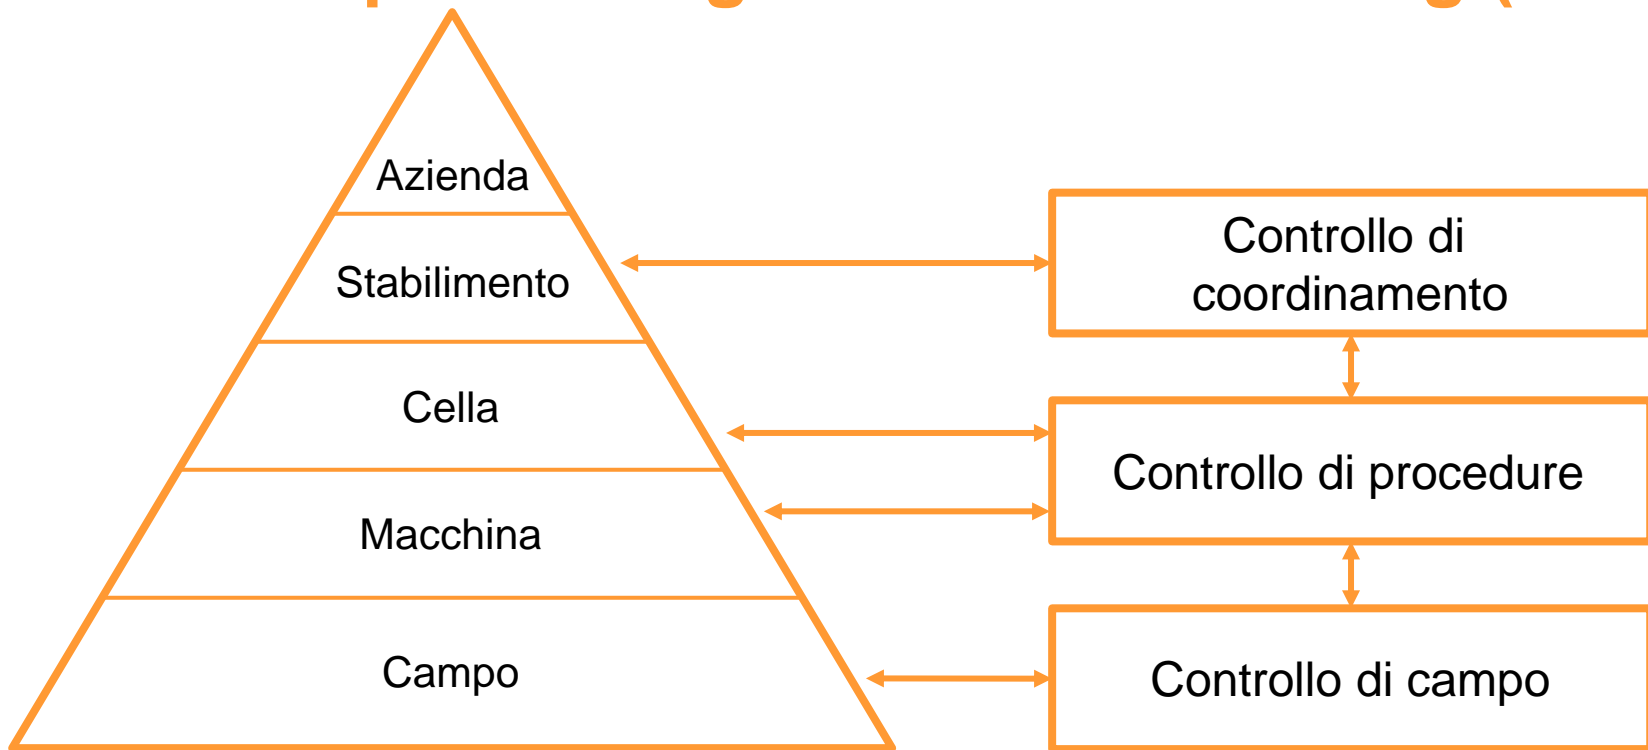 Azienda
Stabilimento
Cella
Macchina
Campo
Controllo di
coordinamento
Controllo di procedure
Controllo di campo